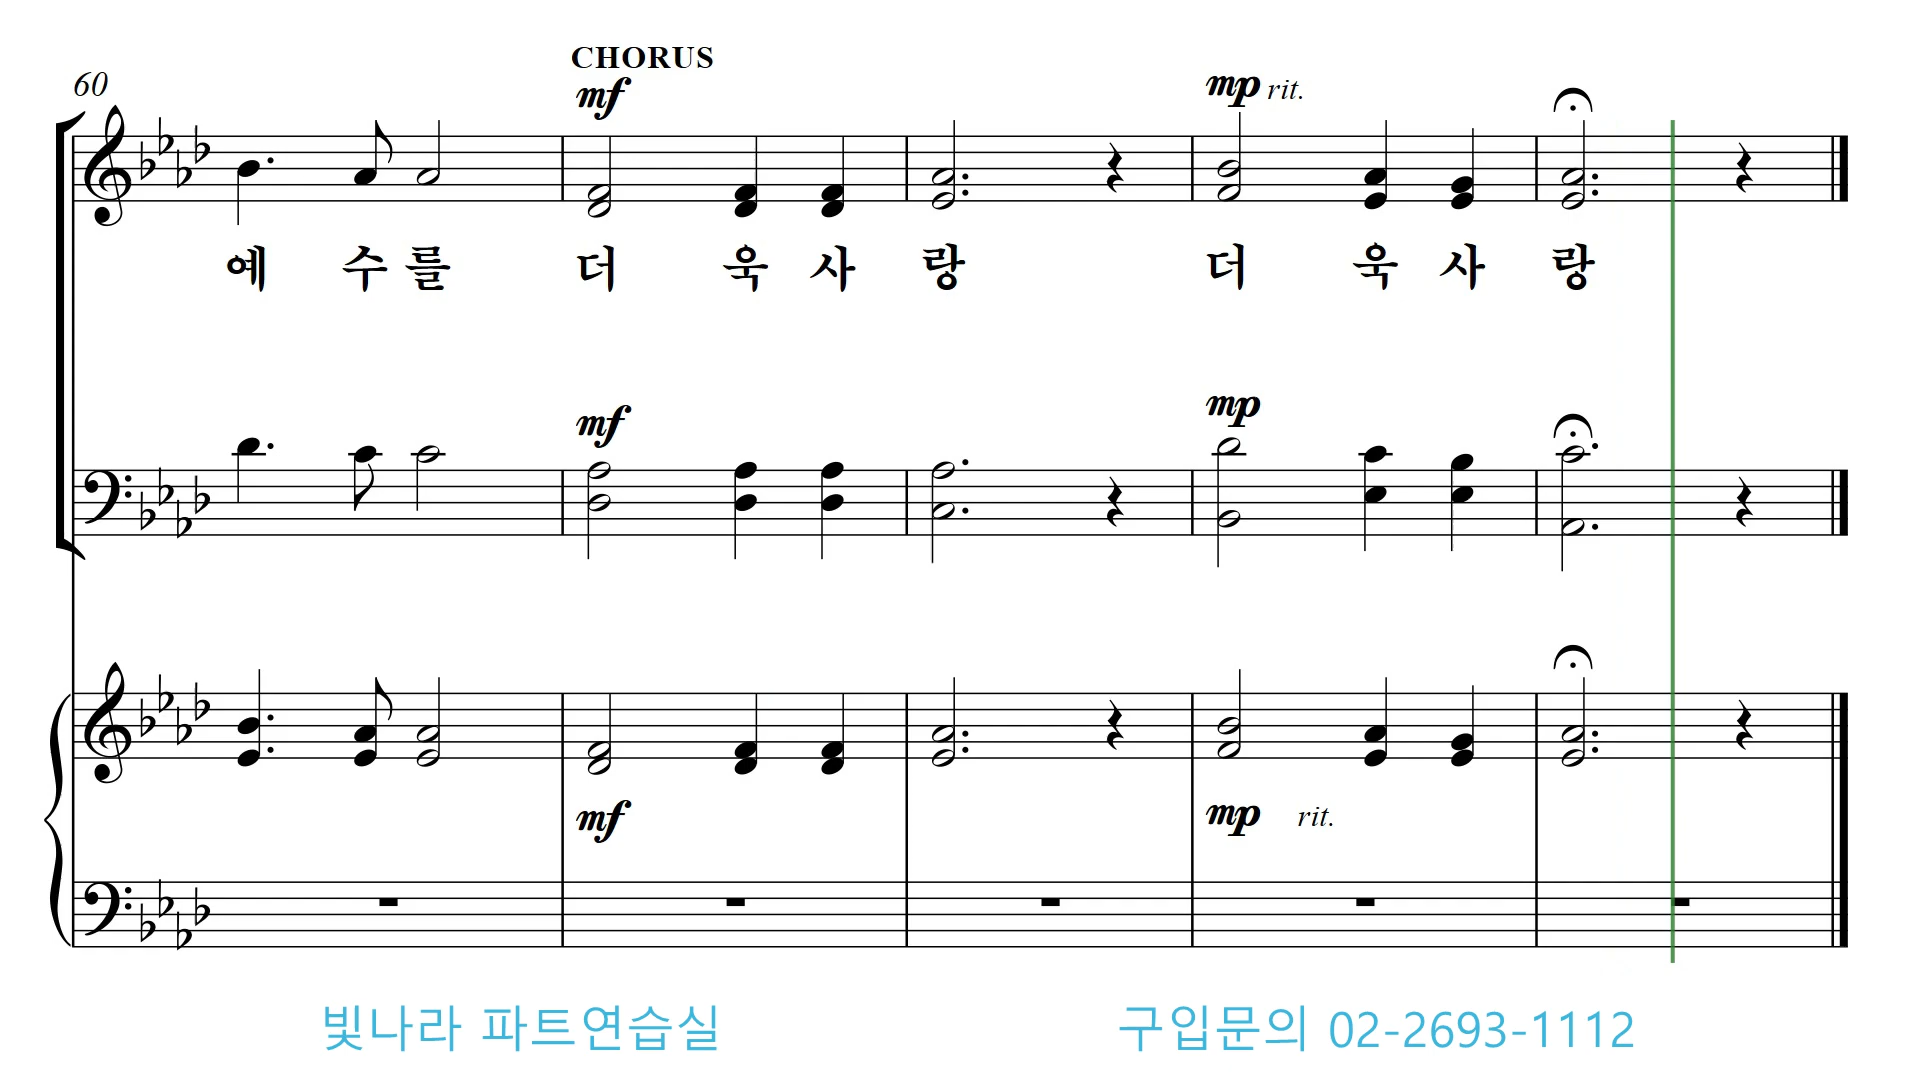 CHORUS
60
mf
mp rit.
예 수 를 더 욱 사 랑 더 욱 사 랑
mf
mp
mf
mp rit.
빛나라 파트연습실
구입문의 02-2693-1112